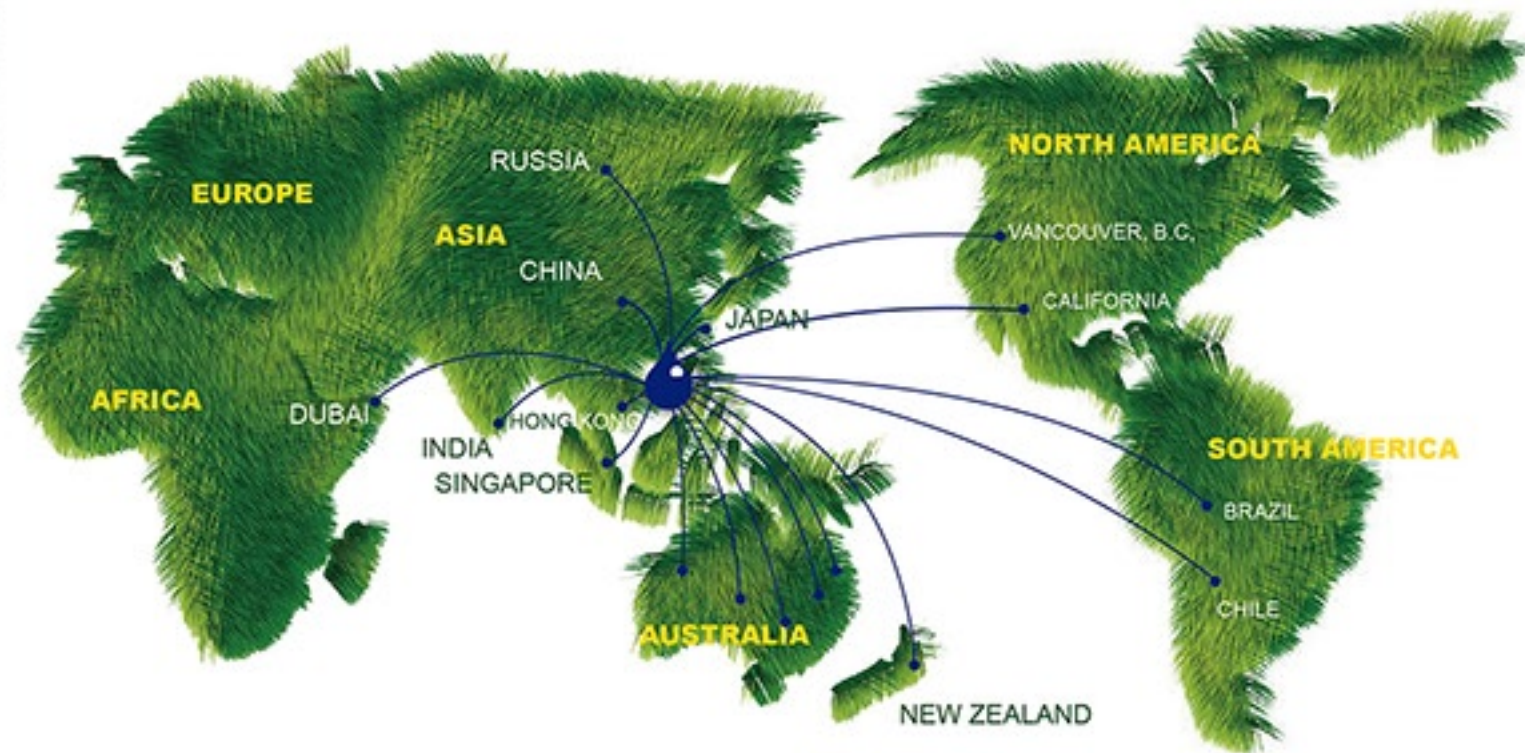 NORTH AMERICA
RUSSIA
EUROPE
ASIA
VANCOUVER, B.C,
CHINA
CALIFORNIA
JAPAN
AFRICA
DUBAI
HONG KONG
INDIA
SOUTH AMERICA
SINGAPORE
BRAZIL
CHILE
AUSTRALIA
NEW ZEALAND